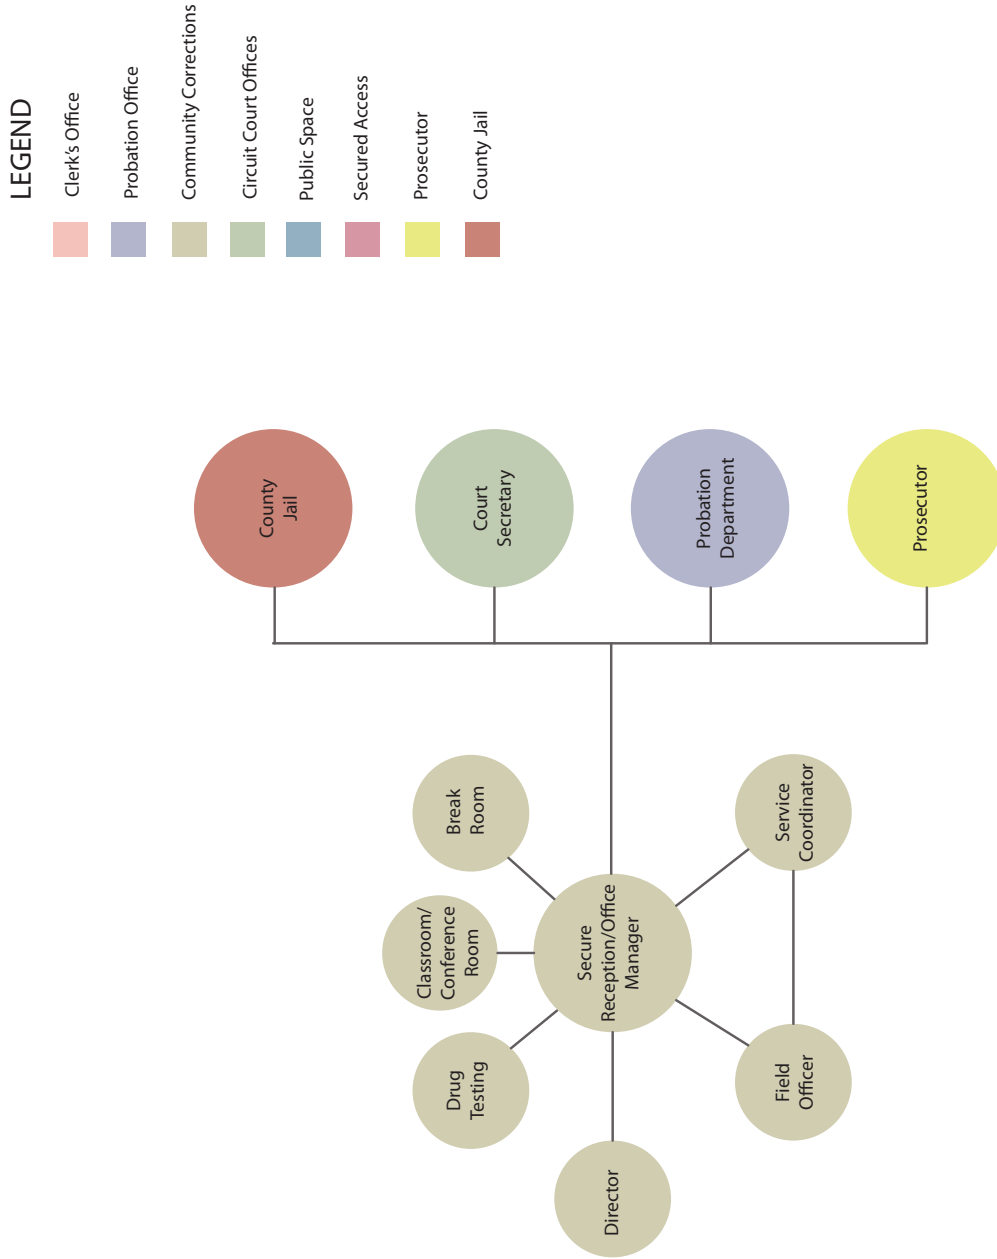 LEGEND
Clerk's Office
Probation Office
Community Corrections
Circuit Court Offices
Public Space
Secured Access
Prosecutor
County Jail
County
Jail
Court
Secretary
Probation
Department
Prosecutor
Break
Room
Classroom/
Conference
Room
Drug
Testing
Secure
Reception/Office
Manager
Service
Coordinator
Field
Officer
Director